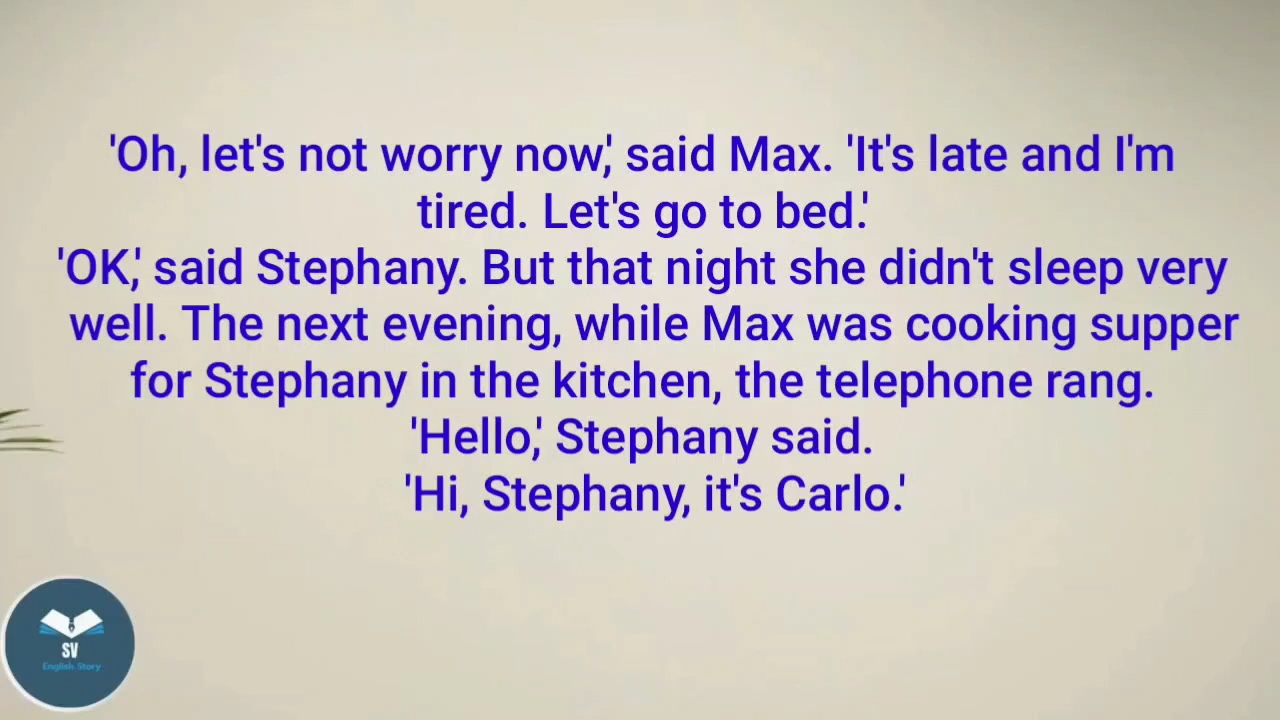 'Oh, let's not worry now,' said Max. 'It's late and I'm
tired. Let's go to bed.'
'OK,' said Stephany. But that night she didn't sleep very
well. The next evening, while Max was cooking supper
for Stephany in the kitchen, the telephone rang.
'Hello,' Stephany said.
'Hi, Stephany, it's Carlo.'
SV
English Story